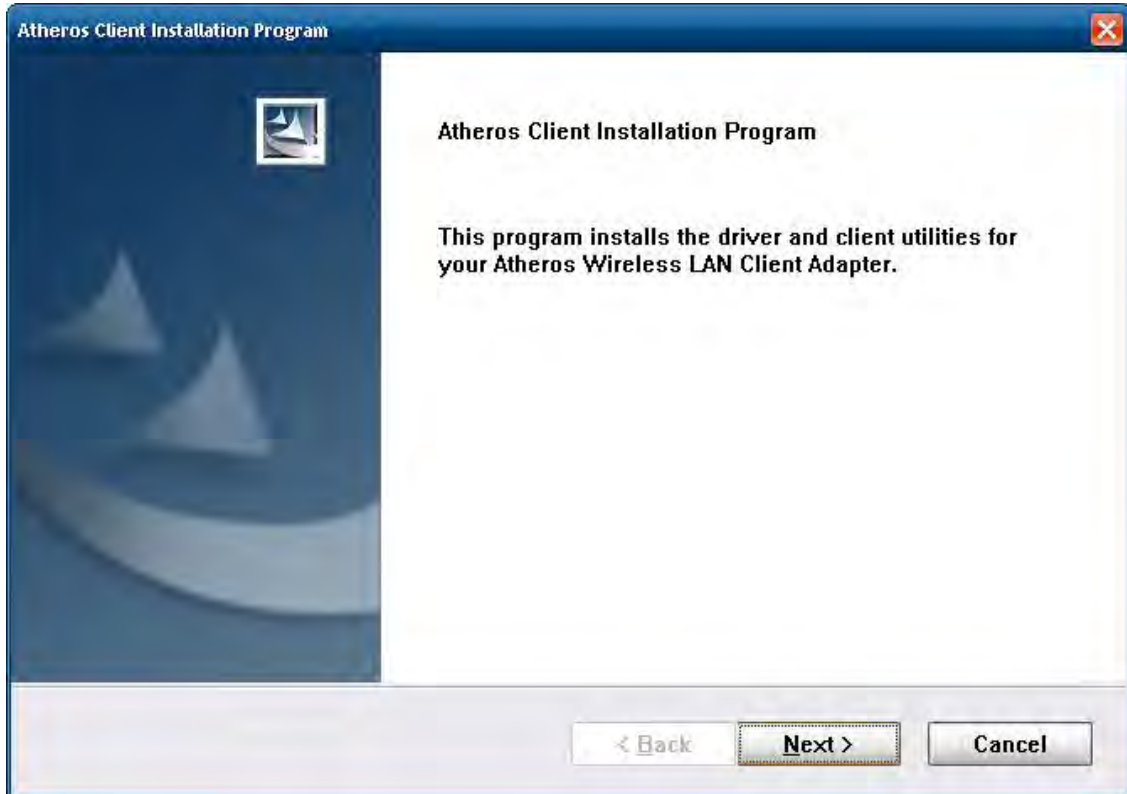 Atheros Client Installation Program
Atheros Client Installation Program
This program installs the driver and client utilities for
your Atheros Wireless LAN Client Adapter.
< Back
Next >
Cancel